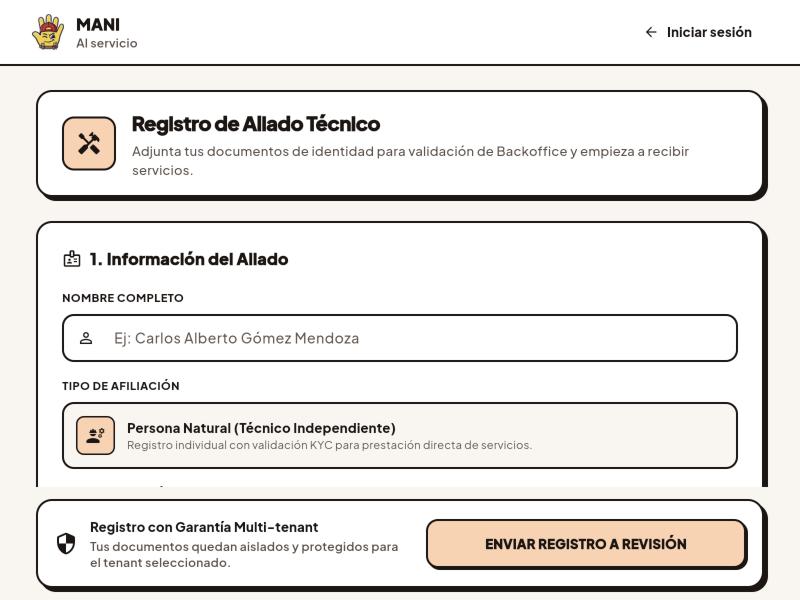 MANI
Al servicio
Iniciar sesión
Registro de Aliado Técnico
Adjunta tus documentos de identidad para validación de Backoffice y empieza a recibir
servicios.
1. Información del Aliado
NOMBRE COMPLETO
Ej: Carlos Alberto Gómez Mendoza
TIPO DE AFILIACIÓN
Persona Natural (Técnico Independiente)
Registro individual con validación KYC para prestación directa de servicios.
Registro con Garantía Multi-tenant
Tus documentos quedan aislados y protegidos para
el tenant seleccionado.
ENVIAR REGISTRO A REVISIÓN